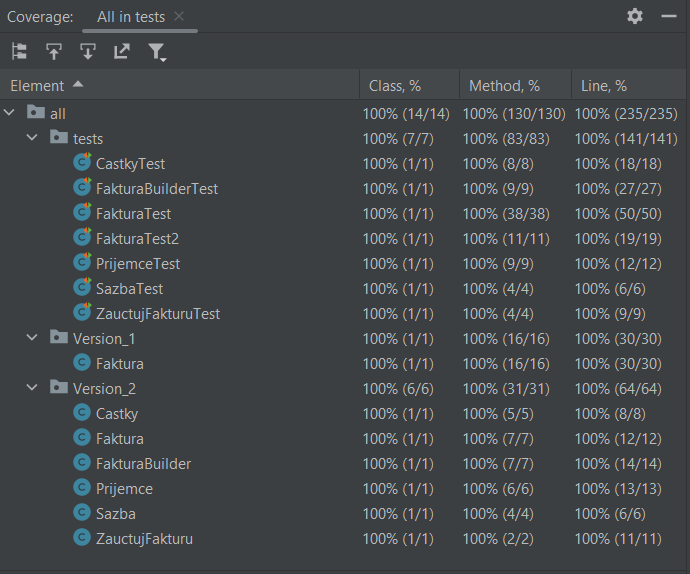 Coverage: All in tests
Element Class, % Method, % Line, %
all 100% (14/14) 100% (130/130) 100% (235/235)
tests 100% (7/7) 100% (83/83) 100% (141/141)
CastkyTest 100% (1/1) 100% (8/8) 100% (18/18)
FakturaBuilderTest 100% (1/1) 100% (9/9) 100% (27/27)
FakturaTest 100% (1/1) 100% (38/38) 100% (50/50)
FakturaTest2 100% (1/1) 100% (11/11) 100% (19/19)
PrijemceTest 100% (1/1) 100% (9/9) 100% (12/12)
SazbaTest 100% (1/1) 100% (4/4) 100% (6/6)
ZauctujFakturuTest 100% (1/1) 100% (4/4) 100% (9/9)
Version_1 100% (1/1) 100% (16/16) 100% (30/30)
Faktura 100% (1/1) 100% (16/16) 100% (30/30)
Version_2 100% (6/6) 100% (31/31) 100% (64/64)
Castky 100% (1/1) 100% (5/5) 100% (8/8)
Faktura 100% (1/1) 100% (7/7) 100% (12/12)
FakturaBuilder 100% (1/1) 100% (7/7) 100% (14/14)
Prijemce 100% (1/1) 100% (6/6) 100% (13/13)
Sazba 100% (1/1) 100% (4/4) 100% (6/6)
ZauctujFakturu 100% (1/1) 100% (2/2) 100% (11/11)